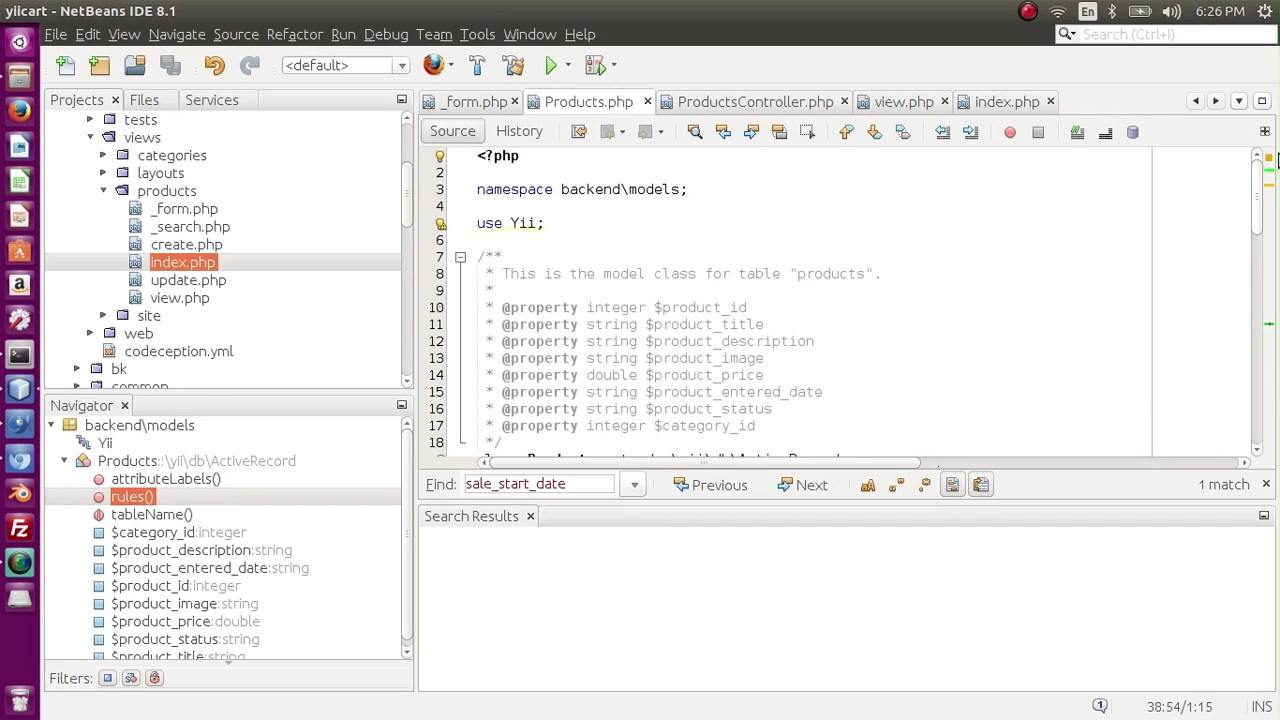 yiicart - NetBeans IDE 8.1
En
6:26 PM
File Edit View Navigate Source Refactor Run Debug Team Tools Window Help
Search (Ctrl+I)
<default>
Projects Files Services
_form.php Products.php ProductsController.php view.php index.php
tests
views
categories
layouts
products
_form.php
_search.php
create.php
index.php
update.php
view.php
site
web
codeception.yml
bk
common
Source History
<?php
2
3 namespace backend\models;
4
use Yii;
6
7 /**
8 * This is the model class for table "products".
9 *
10 * @property integer $product_id
11 * @property string $product_title
12 * @property string $product_description
13 * @property string $product_image
14 * @property double $product_price
15 * @property string $product_entered_date
16 * @property string $product_status
17 * @property integer $category_id
18 */
Navigator
backend\models
Yii
Products::\yii\db\ActiveRecord
attributeLabels()
rules()
tableName()
$category_id:integer
$product_description:string
$product_entered_date:string
$product_id:integer
$product_image:string
$product_price:double
$product_status:string
$product_title:string
Filters:
Find: sale_start_date Previous Next 1 match
Search Results
1 38:54/1:15 INS